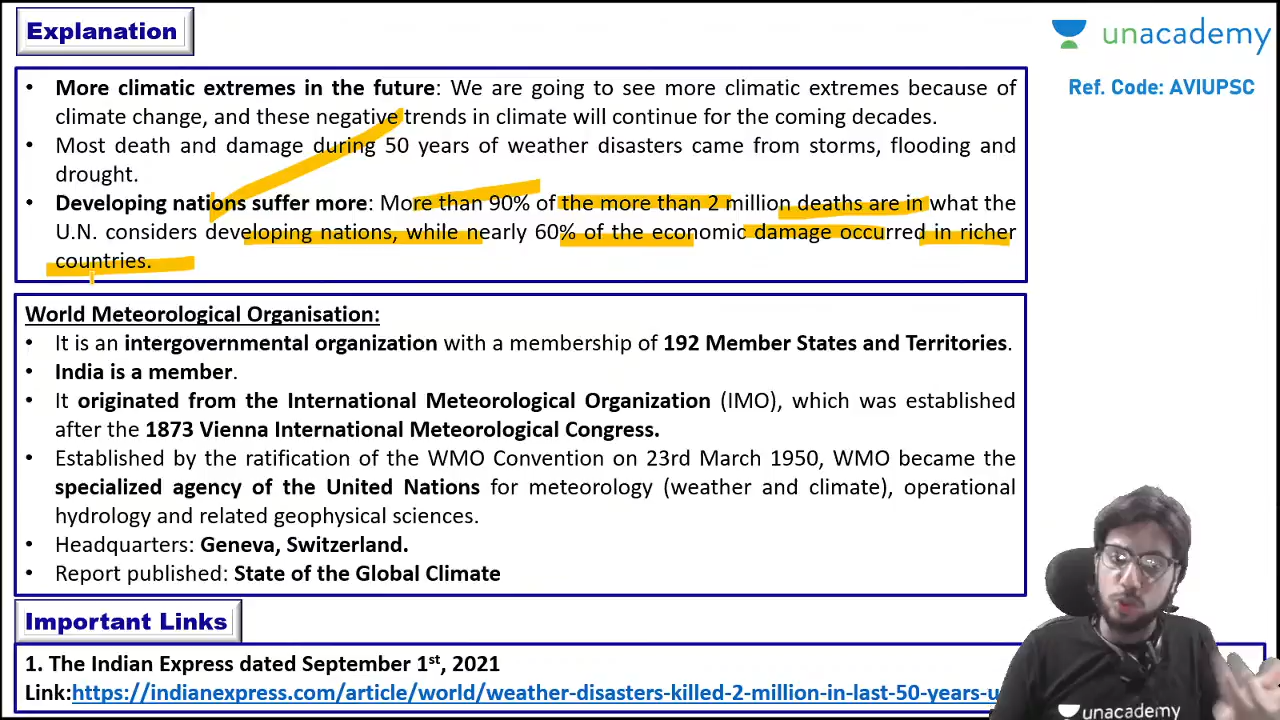 Explanation
unacademy
Ref. Code: AVIUPSC
• More climatic extremes in the future: We are going to see more climatic extremes because of
climate change, and these negative trends in climate will continue for the coming decades.
• Most death and damage during 50 years of weather disasters came from storms, flooding and
drought.
• Developing nations suffer more: More than 90% of the more than 2 million deaths are in what the
U.N. considers developing nations, while nearly 60% of the economic damage occurred in richer
countries.
World Meteorological Organisation:
• It is an intergovernmental organization with a membership of 192 Member States and Territories.
• India is a member.
• It originated from the International Meteorological Organization (IMO), which was established
after the 1873 Vienna International Meteorological Congress.
• Established by the ratification of the WMO Convention on 23rd March 1950, WMO became the
specialized agency of the United Nations for meteorology (weather and climate), operational
hydrology and related geophysical sciences.
• Headquarters: Geneva, Switzerland.
• Report published: State of the Global Climate
Important Links
1. The Indian Express dated September 1st, 2021
Link:https://indianexpress.com/article/world/weather-disasters-killed-2-million-in-last-50-years-u
unacademy